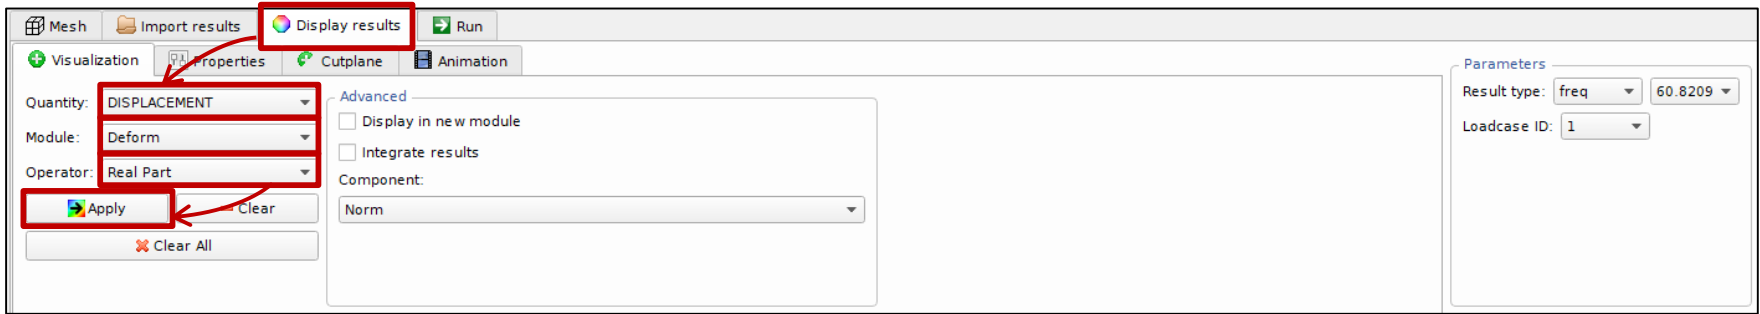 Mesh Import results Display results Run
Visualization Properties Cutplane Animation
Quantity: DISPLACEMENT
Module: Deform
Operator: Real Part
Apply Clear
Clear All
Advanced
Display in new module
Integrate results
Component:
Norm
Parameters
Result type: freq 60.8209
Loadcase ID: 1